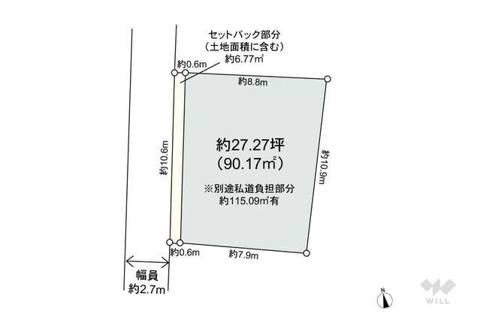 セットバック部分
(土地面積に含む)
約6.77㎡
約0.6m
約8.8m
約10.6m
約27.27坪
(90.17㎡)
※別途私道負担部分
約115.09㎡有
約10.9m
約0.6m
約7.9m
幅員
約2.7m
N
WILL